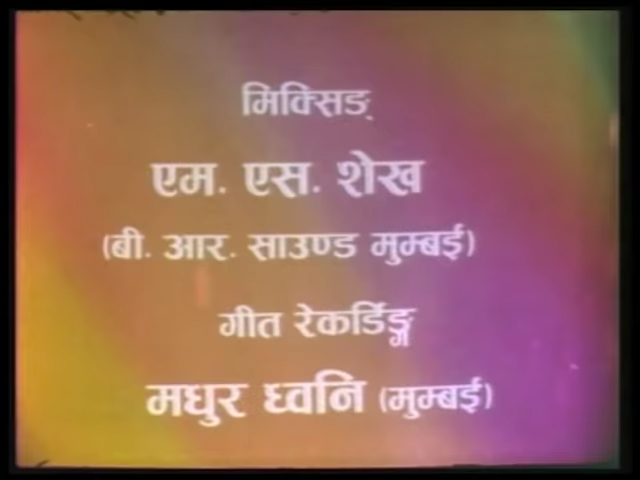 मिक्सिङ्
एम. एस. शेख
(बी. आर. साउण्ड मुम्बई)
गीत रेकर्डिङ्ग
मधुर ध्वनि (मुम्बई)